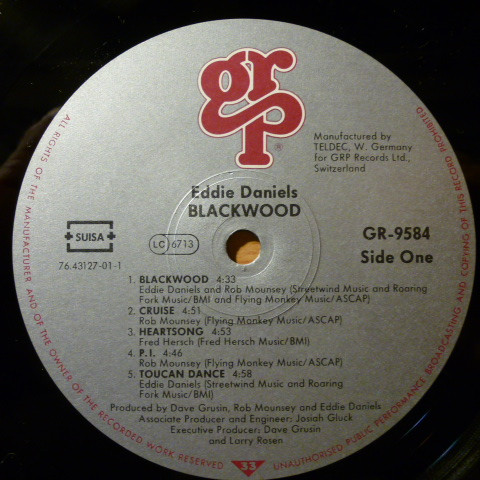 grp
®
Manufactured by
TELDEC, W. Germany
for GRP Records Ltd.,
Switzerland
Eddie Daniels
BLACKWOOD
SUISA
LC 6713
GR-9584
76.43127-01-1
Side One
1. BLACKWOOD 4:33
Eddie Daniels and Rob Mounsey (Streetwind Music and Roaring
Fork Music/BMI and Flying Monkey Music/ASCAP)
2. CRUISE 4:51
Rob Mounsey (Flying Monkey Music/ASCAP)
3. HEARTSONG 4:53
Fred Hersch (Fred Hersch Music/BMI)
4. P.I. 4:46
Rob Mounsey (Flying Monkey Music/ASCAP)
5. TOUCAN DANCE 4:58
Eddie Daniels (Streetwind Music and Roaring
Fork Music/BMI)
Produced by Dave Grusin, Rob Mounsey and Eddie Daniels
Associate Producer and Engineer: Josiah Gluck
Executive Producer: Dave Grusin
and Larry Rosen
33
ALL RIGHTS OF THE MANUFACTURER AND OF THE OWNER OF THE RECORDED WORK RESERVED
UNAUTHORISED PUBLIC PERFORMANCE BROADCASTING AND COPYING OF THIS RECORD PROHIBITED